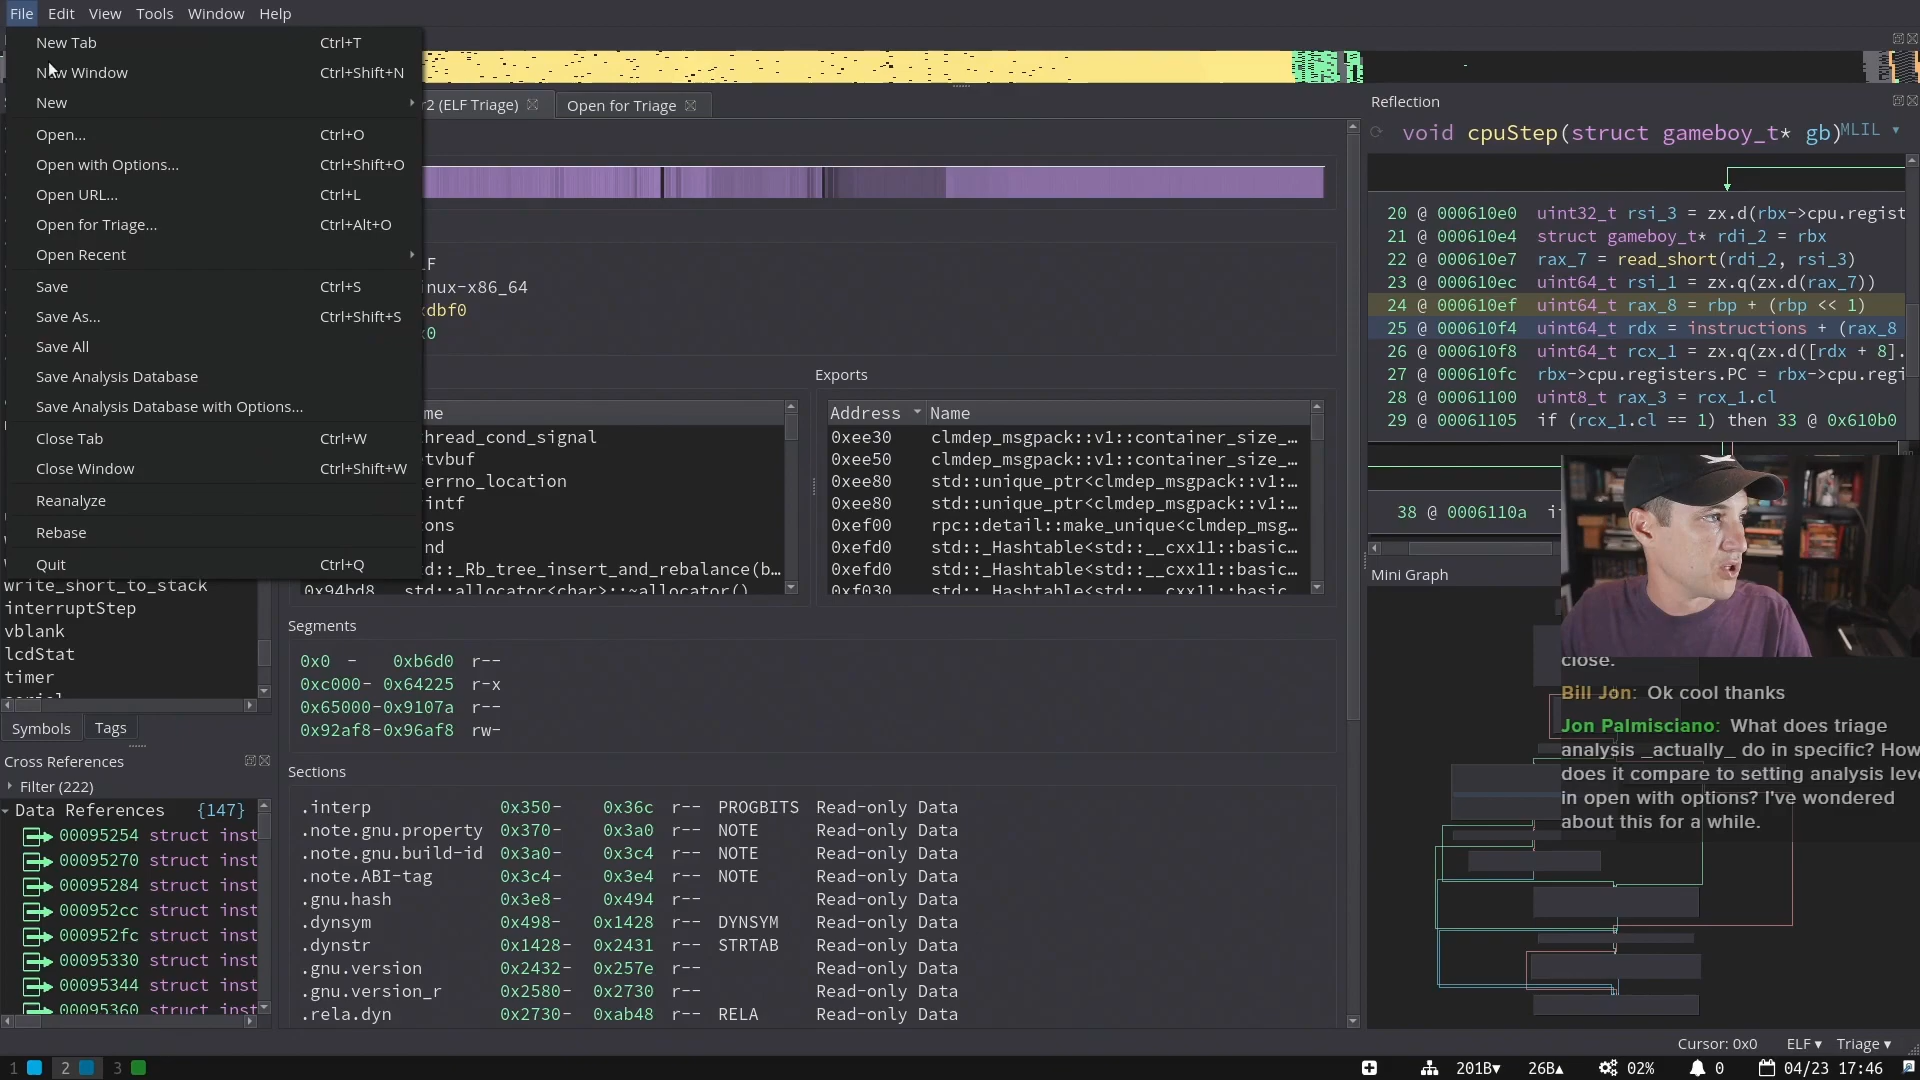 File Edit View Tools Window Help
New Tab Ctrl+T
New Window Ctrl+Shift+N
New
Open... Ctrl+O
Open with Options... Ctrl+Shift+O
Open URL... Ctrl+L
Open for Triage... Ctrl+Alt+O
Open Recent
Save Ctrl+S
Save As... Ctrl+Shift+S
Save All
Save Analysis Database
Save Analysis Database with Options...
Close Tab Ctrl+W
Close Window Ctrl+Shift+W
Reanalyze
Rebase
Quit Ctrl+Q
write_short_to_stack
interruptStep
vblank
lcdStat
timer
Symbols Tags
Cross References
Filter (222)
Data References {147}
00095254 struct inst
00095270 struct inst
00095284 struct inst
000952cc struct inst
000952fc struct inst
00095330 struct inst
00095344 struct inst
00095360 struct inst
r2 (ELF Triage) Open for Triage
LF
inux-x86_64
xdbf0
x0
me
thread_cond_signal
tvbuf
errno_location
intf
ons
nd
td::_Rb_tree_insert_and_rebalance(b...
0x94bd8 std::allocator<char>::~allocator()
Exports
Address Name
0xee30 clmdep_msgpack::v1::container_size_...
0xee50 clmdep_msgpack::v1::container_size_...
0xee80 std::unique_ptr<clmdep_msgpack::v1:...
0xee80 std::unique_ptr<clmdep_msgpack::v1:...
0xef00 rpc::detail::make_unique<clmdep_msg...
0xefd0 std::_Hashtable<std::__cxx11::basic...
0xefd0 std::_Hashtable<std::__cxx11::basic...
0xf030 std::_Hashtable<std::__cxx11::basic...
Segments
0x0 - 0xb6d0 r--
0xc000- 0x64225 r-x
0x65000-0x9107a r--
0x92af8-0x96af8 rw-
Sections
.interp 0x350- 0x36c r-- PROGBITS Read-only Data
.note.gnu.property 0x370- 0x3a0 r-- NOTE Read-only Data
.note.gnu.build-id 0x3a0- 0x3c4 r-- NOTE Read-only Data
.note.ABI-tag 0x3c4- 0x3e4 r-- NOTE Read-only Data
.gnu.hash 0x3e8- 0x494 r-- Read-only Data
.dynsym 0x498- 0x1428 r-- DYNSYM Read-only Data
.dynstr 0x1428- 0x2431 r-- STRTAB Read-only Data
.gnu.version 0x2432- 0x257e r-- Read-only Data
.gnu.version_r 0x2580- 0x2730 r-- Read-only Data
.rela.dyn 0x2730- 0xab48 r-- RELA Read-only Data
Reflection
void cpuStep(struct gameboy_t* gb) MLIL
20 @ 000610e0 uint32_t rsi_3 = zx.d(rbx->cpu.regist
21 @ 000610e4 struct gameboy_t* rdi_2 = rbx
22 @ 000610e7 rax_7 = read_short(rdi_2, rsi_3)
23 @ 000610ec uint64_t rsi_1 = zx.q(zx.d(rax_7))
24 @ 000610ef uint64_t rax_8 = rbp + (rbp << 1)
25 @ 000610f4 uint64_t rdx = instructions + (rax_8
26 @ 000610f8 uint64_t rcx_1 = zx.q(zx.d([rdx + 8].
27 @ 000610fc rbx->cpu.registers.PC = rbx->cpu.regi
28 @ 00061100 uint8_t rax_3 = rcx_1.cl
29 @ 00061105 if (rcx_1.cl == 1) then 33 @ 0x610b0
38 @ 0006110a i
Mini Graph
close.
Bill Jon: Ok cool thanks
Jon Palmisciano: What does triage
analysis _actually_ do in specific? How
does it compare to setting analysis leve
in open with options? I've wondered
about this for a while.
Cursor: 0x0 ELF Triage
1 2 3 201B 26B 02% 0 04/23 17:46